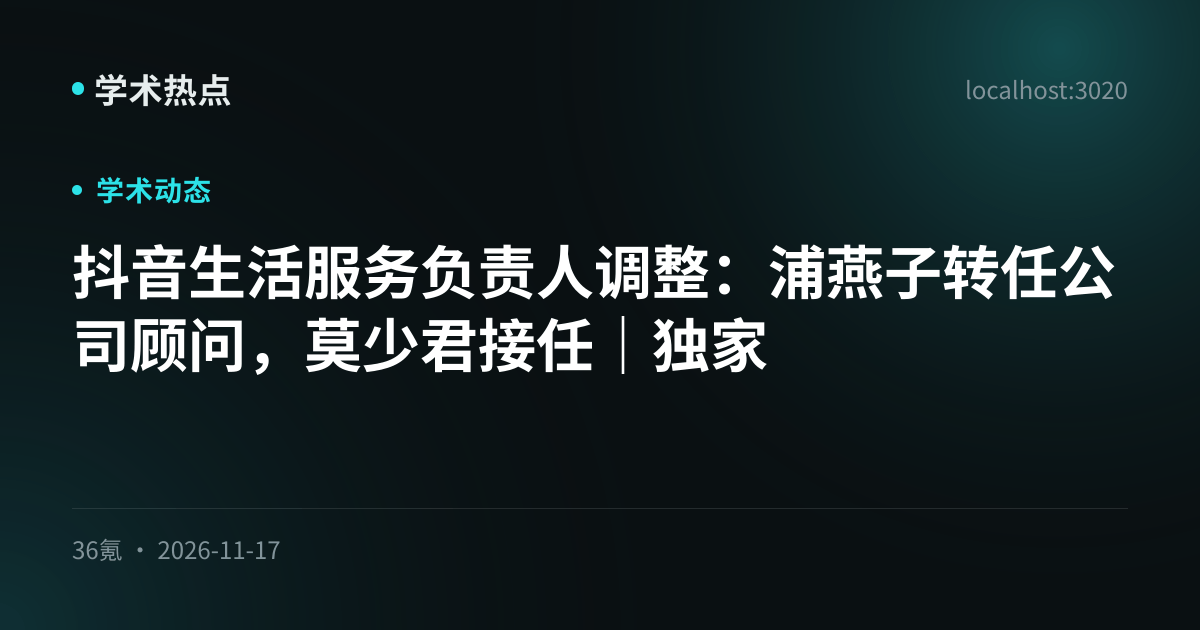 学术热点
localhost:3020
学术动态
抖音生活服务负责人调整：浦燕子转任公
司顾问，莫少君接任｜独家
36氪 · 2026-11-17